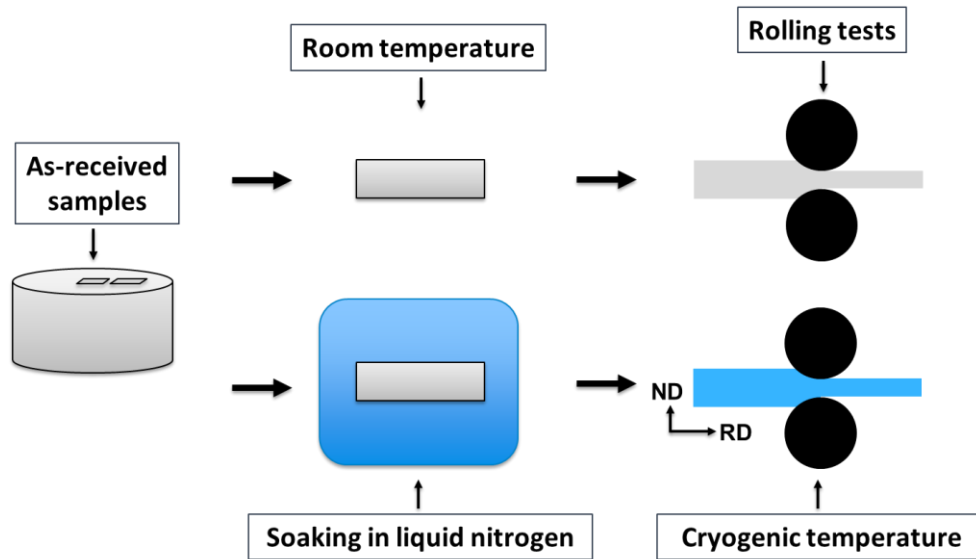 Room temperature
Rolling tests
As-received
samples
ND
RD
Soaking in liquid nitrogen
Cryogenic temperature